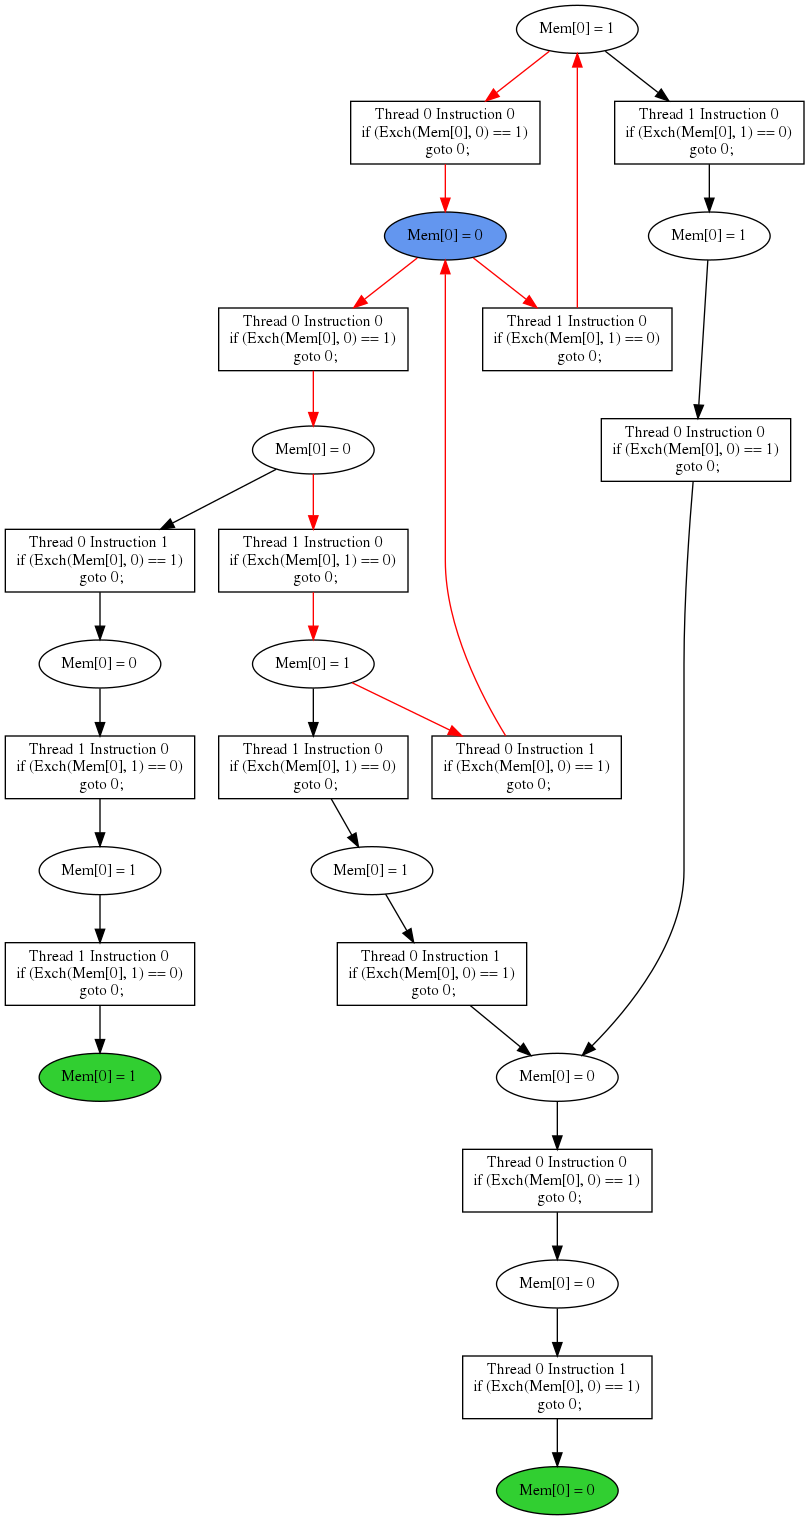 Mem[0] = 1
Thread 0 Instruction 0
if (Exch(Mem[0], 0) == 1)
goto 0;
Thread 1 Instruction 0
if (Exch(Mem[0], 1) == 0)
goto 0;
Mem[0] = 0
Mem[0] = 1
Thread 0 Instruction 0
if (Exch(Mem[0], 0) == 1)
goto 0;
Thread 1 Instruction 0
if (Exch(Mem[0], 1) == 0)
goto 0;
Mem[0] = 0
Thread 0 Instruction 0
if (Exch(Mem[0], 0) == 1)
goto 0;
Thread 0 Instruction 1
if (Exch(Mem[0], 0) == 1)
goto 0;
Thread 1 Instruction 0
if (Exch(Mem[0], 1) == 0)
goto 0;
Mem[0] = 0
Mem[0] = 1
Thread 1 Instruction 0
if (Exch(Mem[0], 1) == 0)
goto 0;
Thread 1 Instruction 0
if (Exch(Mem[0], 1) == 0)
goto 0;
Thread 0 Instruction 1
if (Exch(Mem[0], 0) == 1)
goto 0;
Mem[0] = 1
Mem[0] = 1
Thread 1 Instruction 0
if (Exch(Mem[0], 1) == 0)
goto 0;
Thread 0 Instruction 1
if (Exch(Mem[0], 0) == 1)
goto 0;
Mem[0] = 1
Mem[0] = 0
Thread 0 Instruction 0
if (Exch(Mem[0], 0) == 1)
goto 0;
Mem[0] = 0
Thread 0 Instruction 1
if (Exch(Mem[0], 0) == 1)
goto 0;
Mem[0] = 0